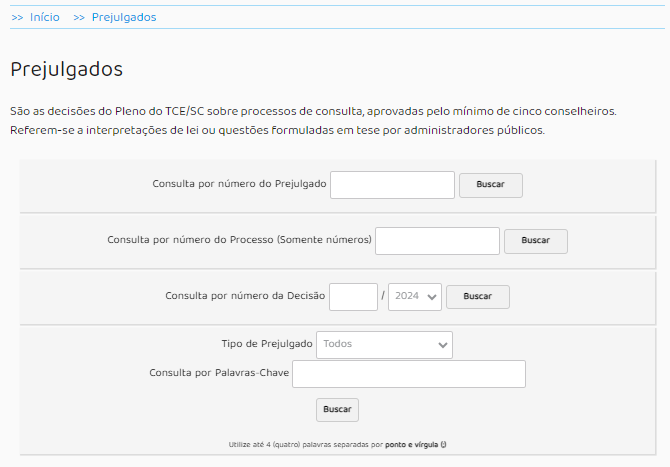 >> Início >> Prejulgados
Prejulgados
São as decisões do Pleno do TCE/SC sobre processos de consulta, aprovadas pelo mínimo de cinco conselheiros.
Referem-se a interpretações de lei ou questões formuladas em tese por administradores públicos.
Consulta por número do Prejulgado Buscar
Consulta por número do Processo (Somente números) Buscar
Consulta por número da Decisão / 2024 Buscar
Tipo de Prejulgado Todos
Consulta por Palavras-Chave
Buscar
Utilize até 4 (quatro) palavras separadas por ponto e vírgula (;)